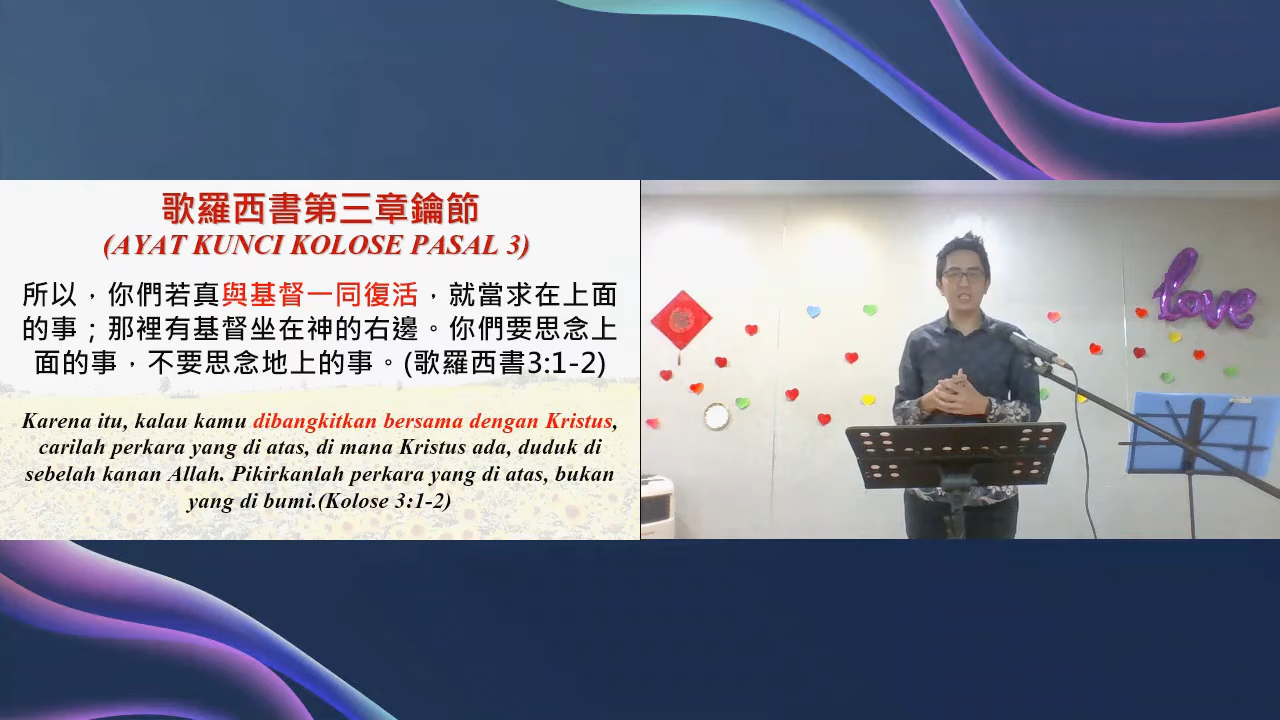 歌羅西書第三章鑰節
(AYAT KUNCI KOLOSE PASAL 3)
所以，你們若真與基督一同復活，就當求在上面
的事；那裡有基督坐在神的右邊。你們要思念上
面的事，不要思念地上的事。(歌羅西書3:1-2)
Karena itu, kalau kamu dibangkitkan bersama dengan Kristus,
carilah perkara yang di atas, di mana Kristus ada, duduk di
sebelah kanan Allah. Pikirkanlah perkara yang di atas, bukan
yang di bumi.(Kolose 3:1-2)
love